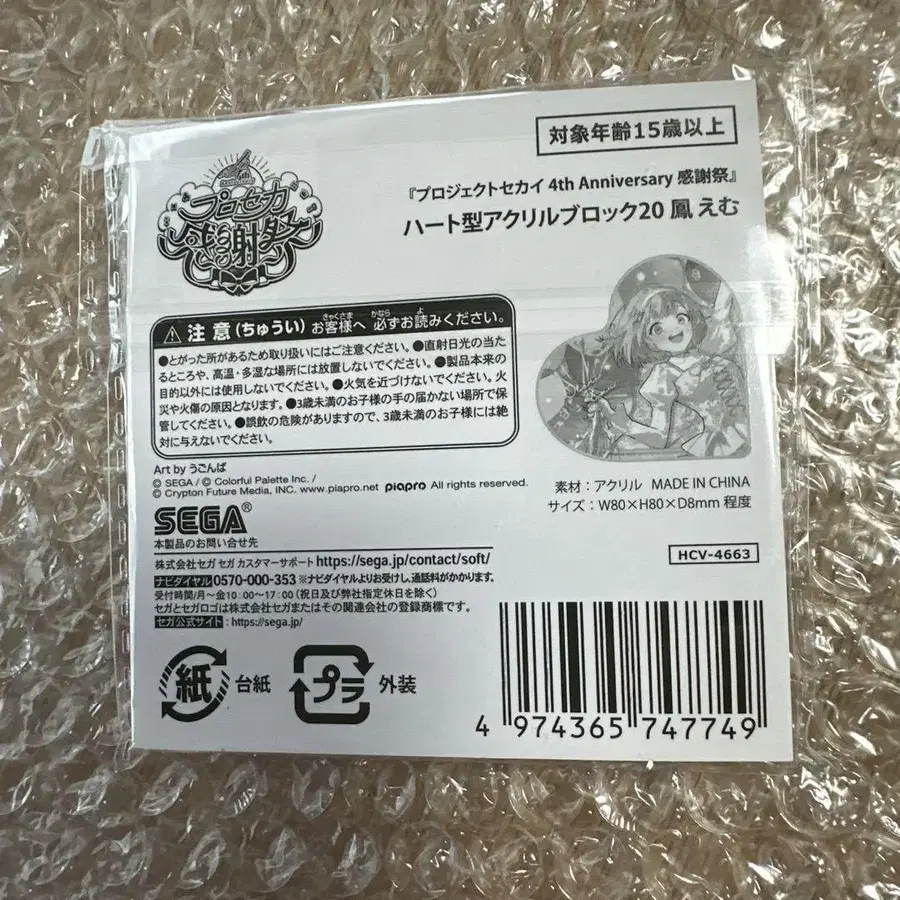 対象年齢15歳以上
プロセカ
感謝祭
『プロジェクトセカイ 4th Anniversary 感謝祭』
ハート型アクリルブロック20 鳳 えむ
注意(ちゅうい) お客様へ 必ずお読みください。
きゃくさま かなら よ
●とがった所があるため取り扱いにはご注意ください。●直射日光の当た
るところや、高温・多湿な場所には放置しないでください。●製品本来の
目的以外には使用しないでください。●火気を近づけないでください。火
災や火傷の原因となります。●3歳未満のお子様の手の届かない場所で保
管してください。●誤飲の危険がありますので、3歳未満のお子様には絶
対に与えないでください。
Art by うごんば
© SEGA / © Colorful Palette Inc. /
© Crypton Future Media, INC. www.piapro.net piapro All rights reserved.
素材：アクリル MADE IN CHINA
サイズ：W80×H80×D8mm 程度
SEGA®
HCV-4663
本製品のお問い合せ先
株式会社セガ セガ カスタマーサポート https://sega.jp/contact/soft/
ナビダイヤル 0570-000-353 ※ナビダイヤルよりお受けし、通話料がかかります。
受付時間/月～金10:00～17:00（祝日及び弊社指定休日を除く）
セガとセガロゴは株式会社セガまたはその関連会社の登録商標です。
セガ公式サイト：https://sega.jp/
紙 台紙
プラ 外装
4 974365 747749